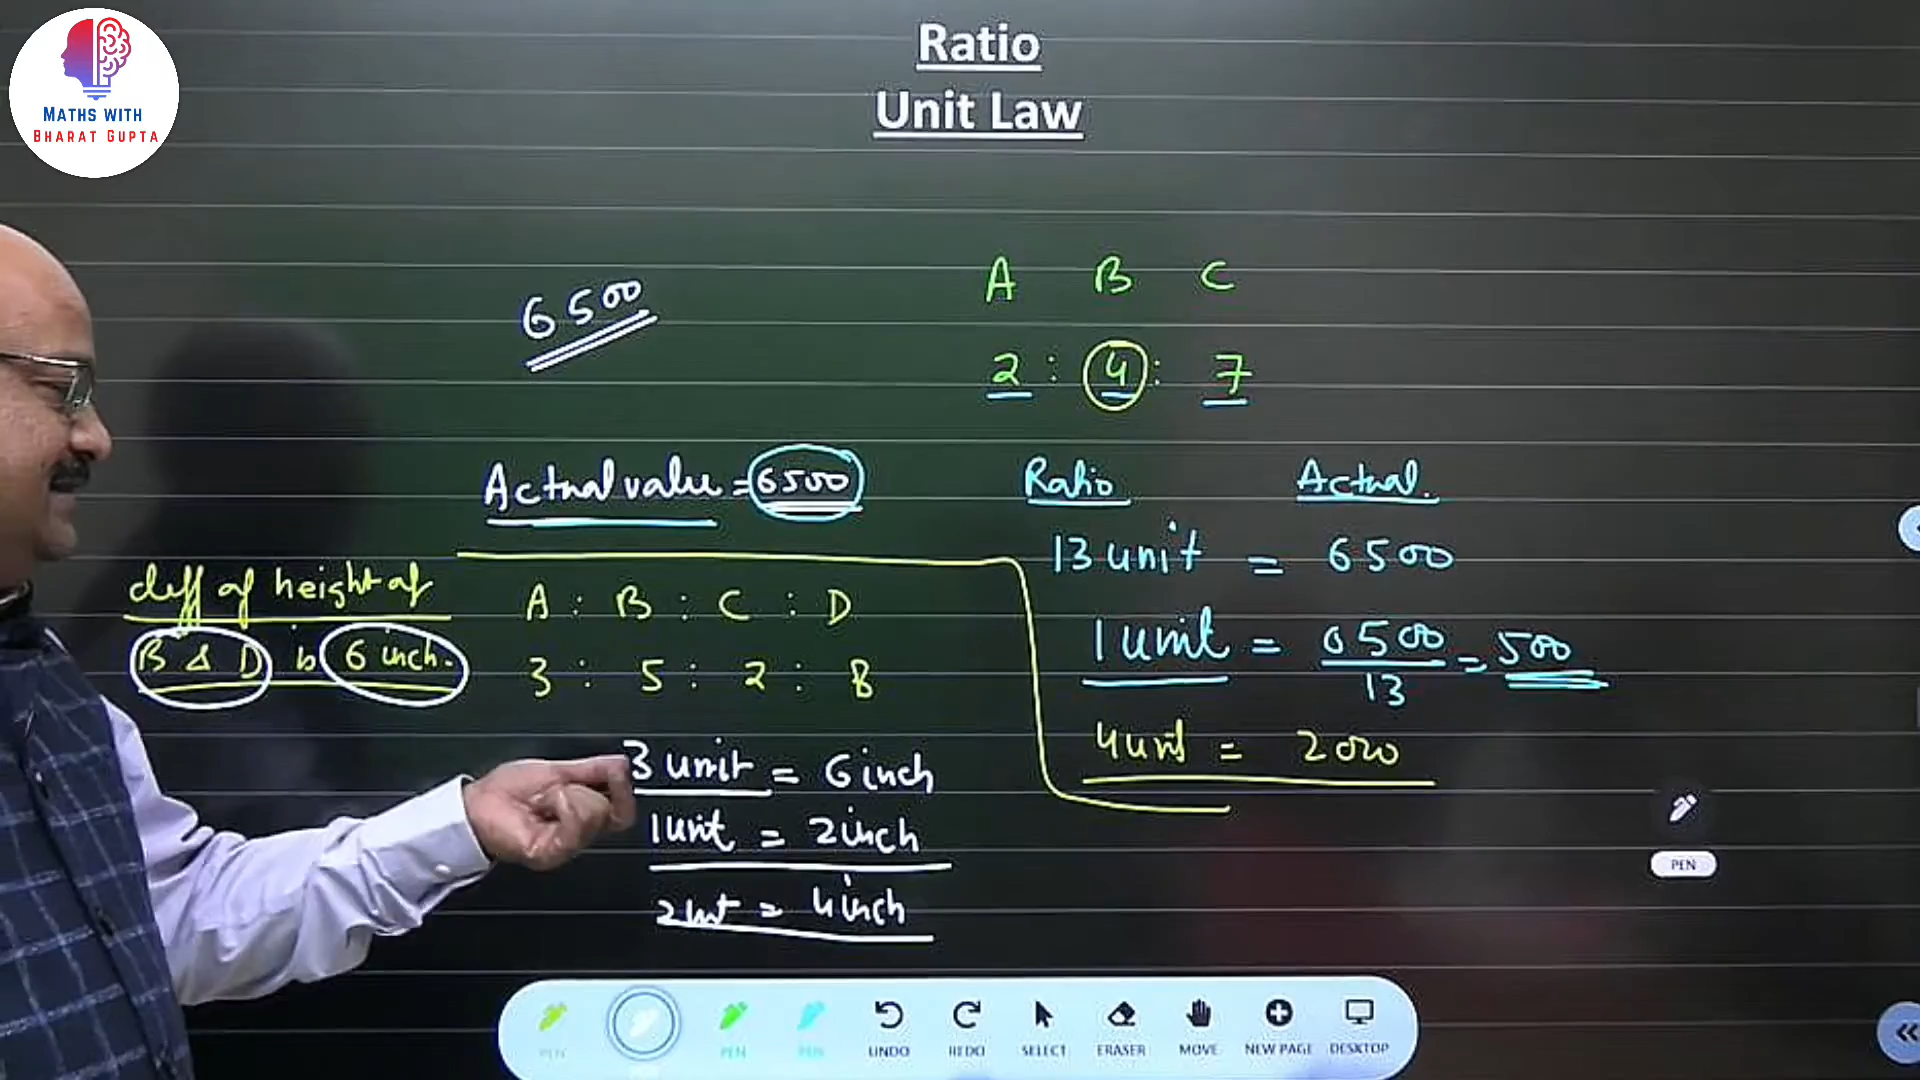 MATHS WITH
BHARAT GUPTA
Ratio
Unit Law
6500
A B C
2 : 4 : 7
Actual value = 6500
Ratio Actual.
13 unit = 6500
1 unit = 6500/13 = 500
4 unit = 2000
diff of height of
B & D is 6 inch.
A : B : C : D
3 : 5 : 2 : 8
3 unit = 6 inch
1 unit = 2 inch
2 unit = 4 inch
PEN
PEN PEN PEN UNDO REDO SELECT ERASER MOVE NEW PAGE DESKTOP